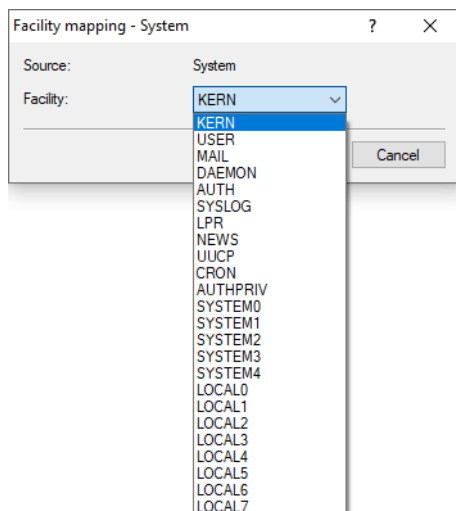 Facility mapping - System ? ×
Source: System
Facility: KERN
KERN
USER
MAIL
DAEMON
Cancel
AUTH
SYSLOG
LPR
NEWS
UUCP
CRON
AUTHPRIV
SYSTEM0
SYSTEM1
SYSTEM2
SYSTEM3
SYSTEM4
LOCAL0
LOCAL1
LOCAL2
LOCAL3
LOCAL4
LOCAL5
LOCAL6
LOCAL7